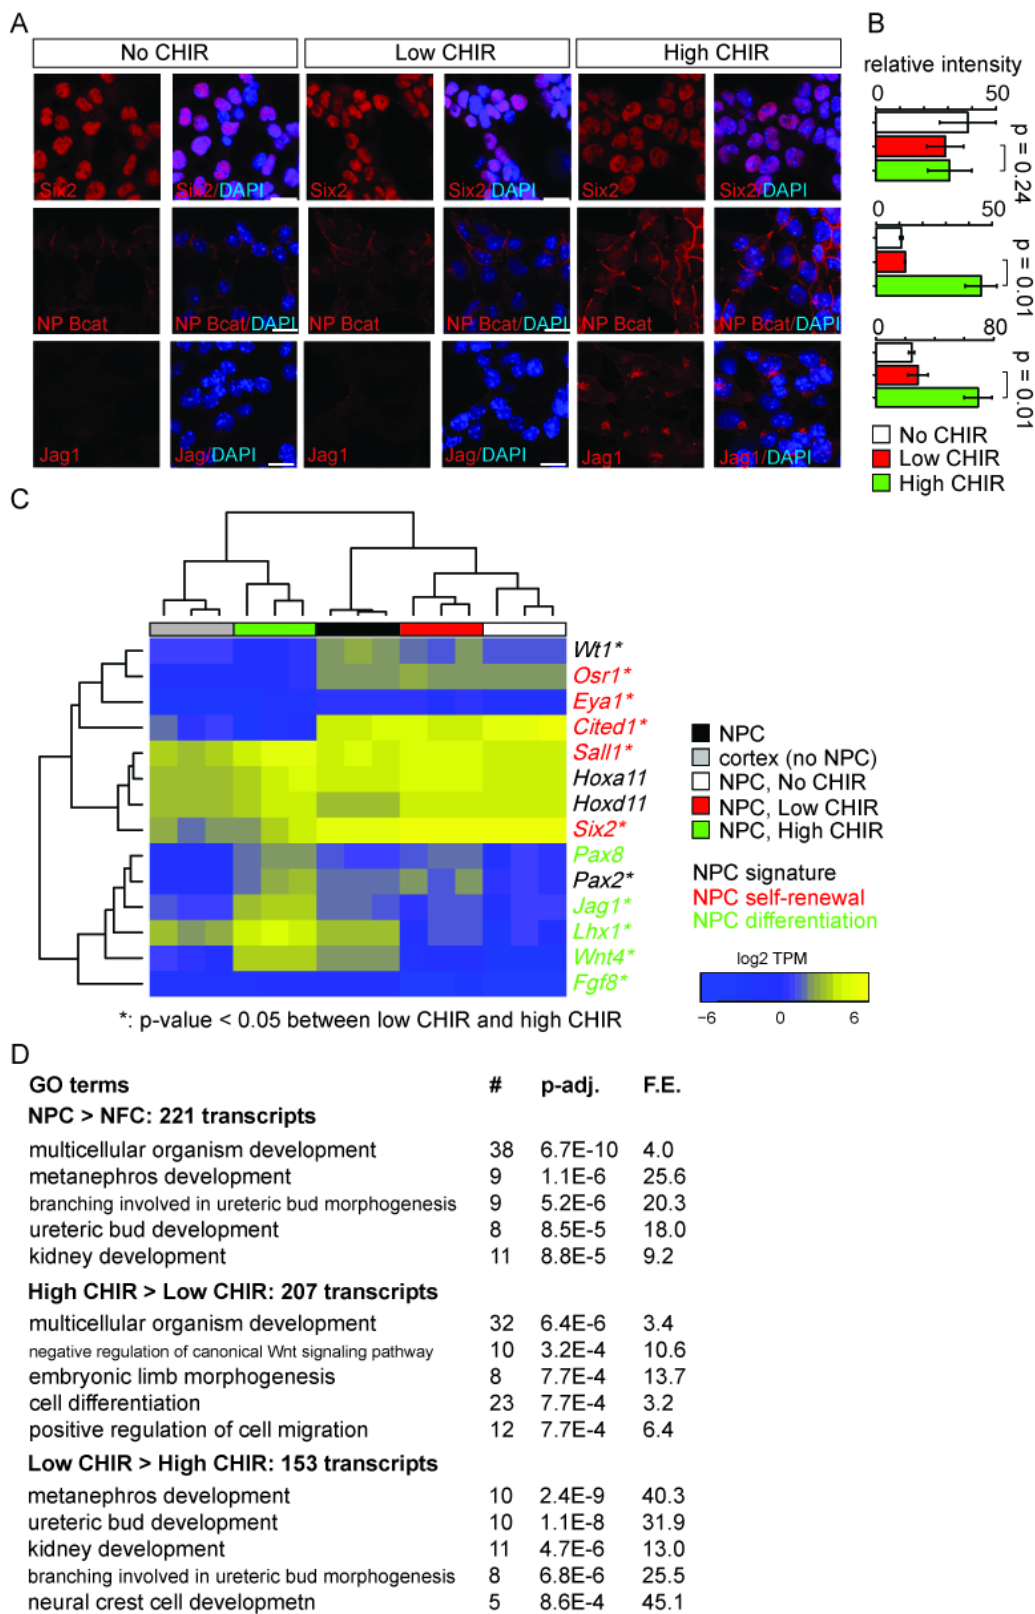 A
B
No CHIR
Low CHIR
High CHIR
relative intensity
Six2
Six2/DAPI
Six2
Six2/DAPI
Six2
Six2/DAPI
0
50
p = 0.24
NP Bcat
NP Bcat/DAPI
NP Bcat
NP Bcat/DAPI
NP Bcat
NP Bcat/DAPI
0
50
p = 0.01
Jag1
Jag/DAPI
Jag1
Jag/DAPI
Jag1
Jag1/DAPI
0
80
p = 0.01
No CHIR
Low CHIR
High CHIR
C
Wt1*
Osr1*
Eya1*
Cited1*
Sall1*
Hoxa11
Hoxd11
Six2*
Pax8
Pax2*
Jag1*
Lhx1*
Wnt4*
Fgf8*
NPC
cortex (no NPC)
NPC, No CHIR
NPC, Low CHIR
NPC, High CHIR
NPC signature
NPC self-renewal
NPC differentiation
log2 TPM
−6 0 6
*: p-value < 0.05 between low CHIR and high CHIR
D
GO terms # p-adj. F.E.
NPC > NFC: 221 transcripts
multicellular organism development 38 6.7E-10 4.0
metanephros development 9 1.1E-6 25.6
branching involved in ureteric bud morphogenesis 9 5.2E-6 20.3
ureteric bud development 8 8.5E-5 18.0
kidney development 11 8.8E-5 9.2
High CHIR > Low CHIR: 207 transcripts
multicellular organism development 32 6.4E-6 3.4
negative regulation of canonical Wnt signaling pathway 10 3.2E-4 10.6
embryonic limb morphogenesis 8 7.7E-4 13.7
cell differentiation 23 7.7E-4 3.2
positive regulation of cell migration 12 7.7E-4 6.4
Low CHIR > High CHIR: 153 transcripts
metanephros development 10 2.4E-9 40.3
ureteric bud development 10 1.1E-8 31.9
kidney development 11 4.7E-6 13.0
branching involved in ureteric bud morphogenesis 8 6.8E-6 25.5
neural crest cell developmetn 5 8.6E-4 45.1